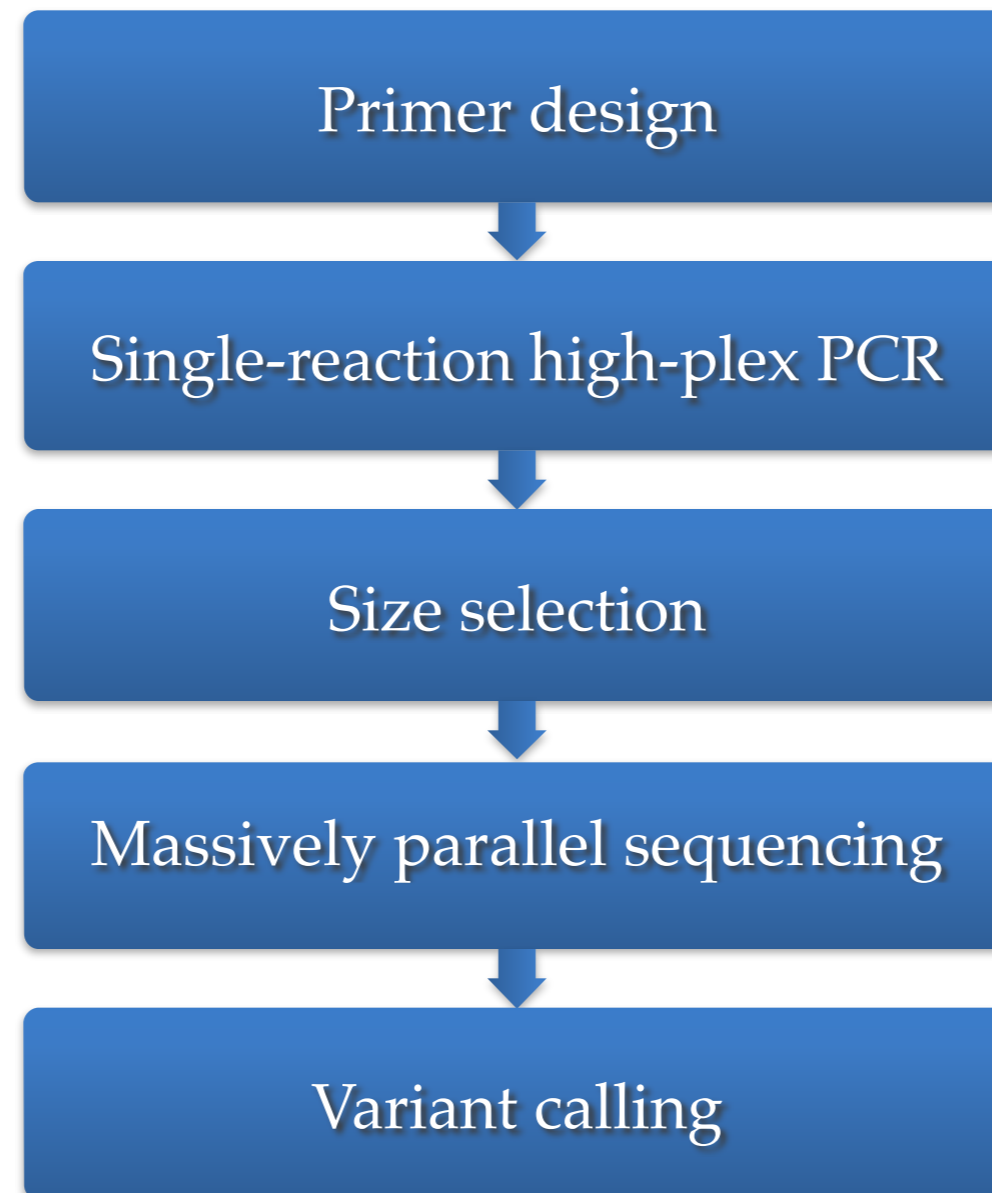 Primer design
Single-reaction high-plex PCR
Size selection
Massively parallel sequencing
Variant calling